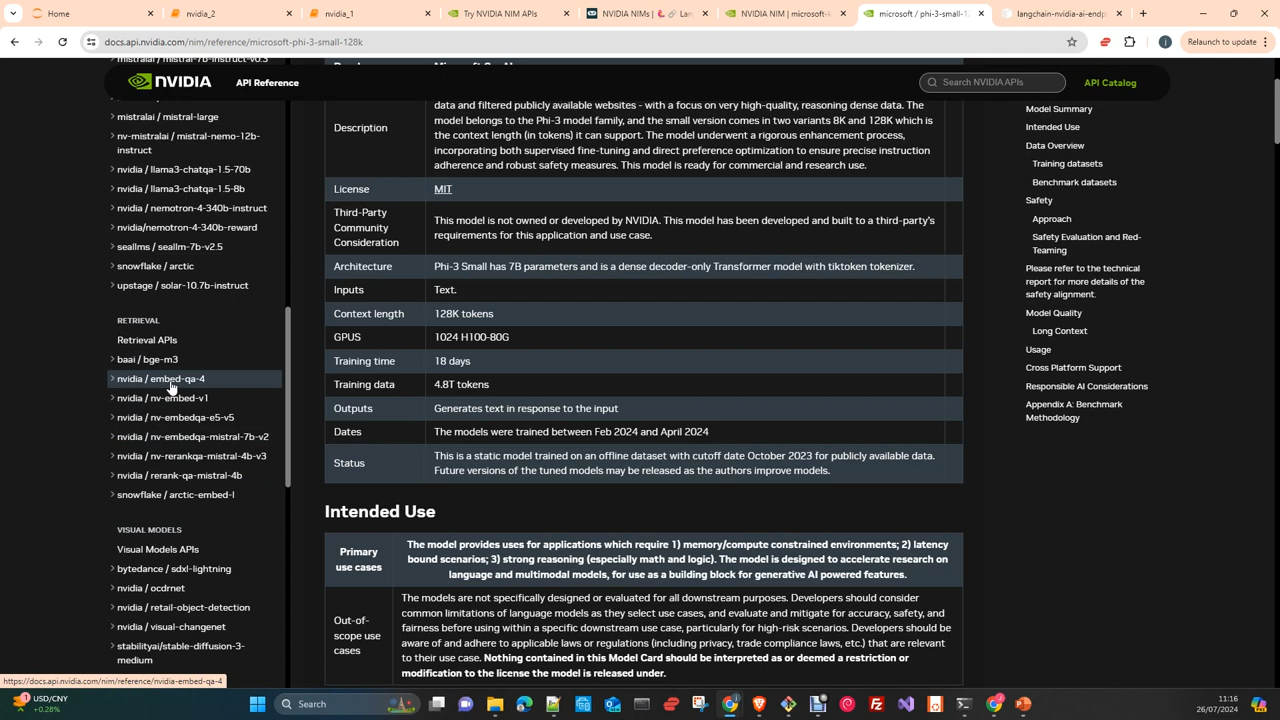 Home
nvidia_2
nvidia_1
Try NVIDIA NIM APIs
NVIDIA NIMs |
NVIDIA NIM | microsoft-
microsoft / phi-3-small-12
langchain-nvidia-ai-endp
docs.api.nvidia.com/nim/reference/microsoft-phi-3-small-128k
Relaunch to update
mistralai / mistral-7b-instruct-v0.3
NVIDIA
API Reference
Search NVIDIA APIs
API Catalog
mistralai / mistral-large
nv-mistralai / mistral-nemo-12b-
instruct
nvidia / llama3-chatqa-1.5-70b
nvidia / llama3-chatqa-1.5-8b
nvidia / nemotron-4-340b-instruct
nvidia/nemotron-4-340b-reward
seallms / seallm-7b-v2.5
snowflake / arctic
upstage / solar-10.7b-instruct
RETRIEVAL
Retrieval APIs
baai / bge-m3
nvidia / embed-qa-4
nvidia / nv-embed-v1
nvidia / nv-embedqa-e5-v5
nvidia / nv-embedqa-mistral-7b-v2
nvidia / nv-rerankqa-mistral-4b-v3
nvidia / rerank-qa-mistral-4b
snowflake / arctic-embed-l
VISUAL MODELS
Visual Models APIs
bytedance / sdxl-lightning
nvidia / ocdrnet
nvidia / retail-object-detection
nvidia / visual-changenet
stabilityai/stable-diffusion-3-
medium
https://docs.api.nvidia.com/nim/reference/nvidia-embed-qa-4
Description
data and filtered publicly available websites - with a focus on very high-quality, reasoning dense data. The
model belongs to the Phi-3 model family, and the small version comes in two variants 8K and 128K which is
the context length (in tokens) it can support. The model underwent a rigorous enhancement process,
incorporating both supervised fine-tuning and direct preference optimization to ensure precise instruction
adherence and robust safety measures. This model is ready for commercial and research use.
License
MIT
Third-Party
Community
Consideration
This model is not owned or developed by NVIDIA. This model has been developed and built to a third-party's
requirements for this application and use case.
Architecture
Phi-3 Small has 7B parameters and is a dense decoder-only Transformer model with tiktoken tokenizer.
Inputs
Text.
Context length
128K tokens
GPUS
1024 H100-80G
Training time
18 days
Training data
4.8T tokens
Outputs
Generates text in response to the input
Dates
The models were trained between Feb 2024 and April 2024
Status
This is a static model trained on an offline dataset with cutoff date October 2023 for publicly available data.
Future versions of the tuned models may be released as the authors improve models.
Intended Use
Primary
use cases
The model provides uses for applications which require 1) memory/compute constrained environments; 2) latency
bound scenarios; 3) strong reasoning (especially math and logic). The model is designed to accelerate research on
language and multimodal models, for use as a building block for generative AI powered features.
Out-of-
scope use
cases
The models are not specifically designed or evaluated for all downstream purposes. Developers should consider
common limitations of language models as they select use cases, and evaluate and mitigate for accuracy, safety, and
fairness before using within a specific downstream use case, particularly for high-risk scenarios. Developers should
be aware of and adhere to applicable laws or regulations (including privacy, trade compliance laws, etc.) that are relevant
to their use case. Nothing contained in this Model Card should be interpreted as or deemed a restriction or
modification to the license the model is released under.
Model Summary
Intended Use
Data Overview
Training datasets
Benchmark datasets
Safety
Approach
Safety Evaluation and Red-
Teaming
Please refer to the technical
report for more details of the
safety alignment.
Model Quality
Long Context
Usage
Cross Platform Support
Responsible AI Considerations
Appendix A: Benchmark
Methodology
USD/CNY
+0.28%
Search
11:16
26/07/2024